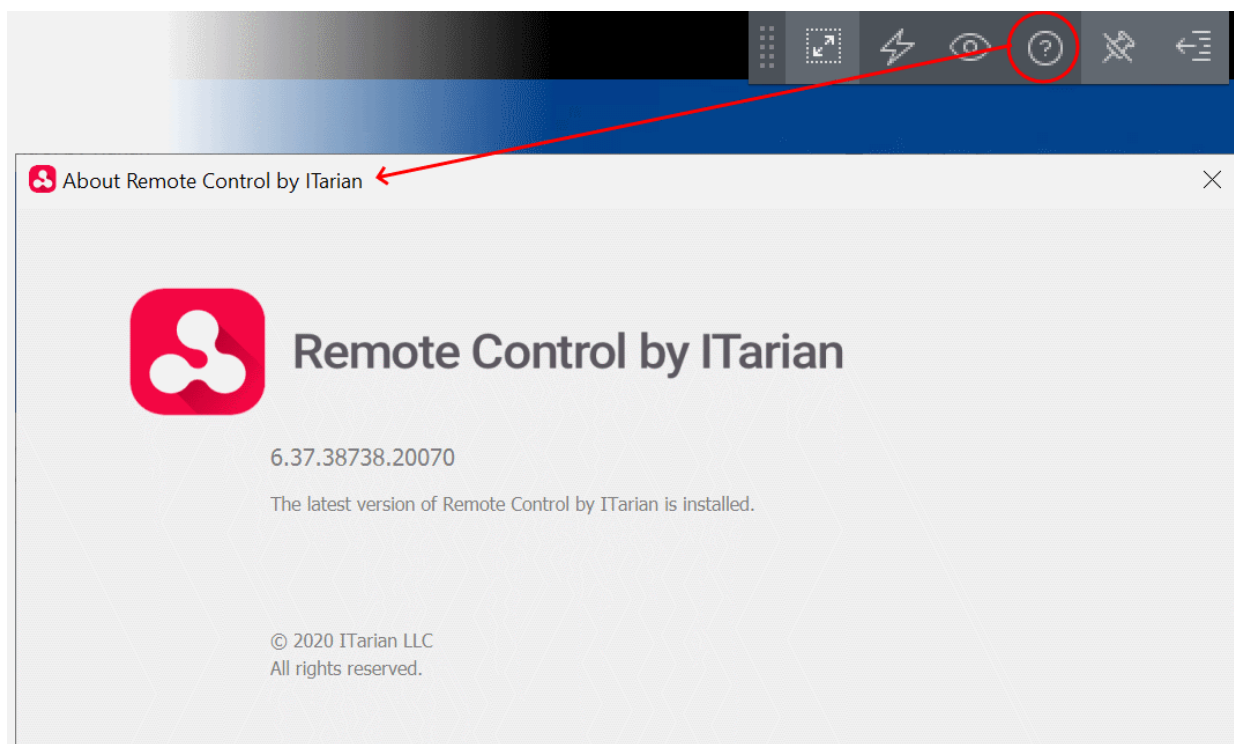 About Remote Control by ITarian
Remote Control by ITarian
6.37.38738.20070
The latest version of Remote Control by ITarian is installed.
© 2020 ITarian LLC
All rights reserved.